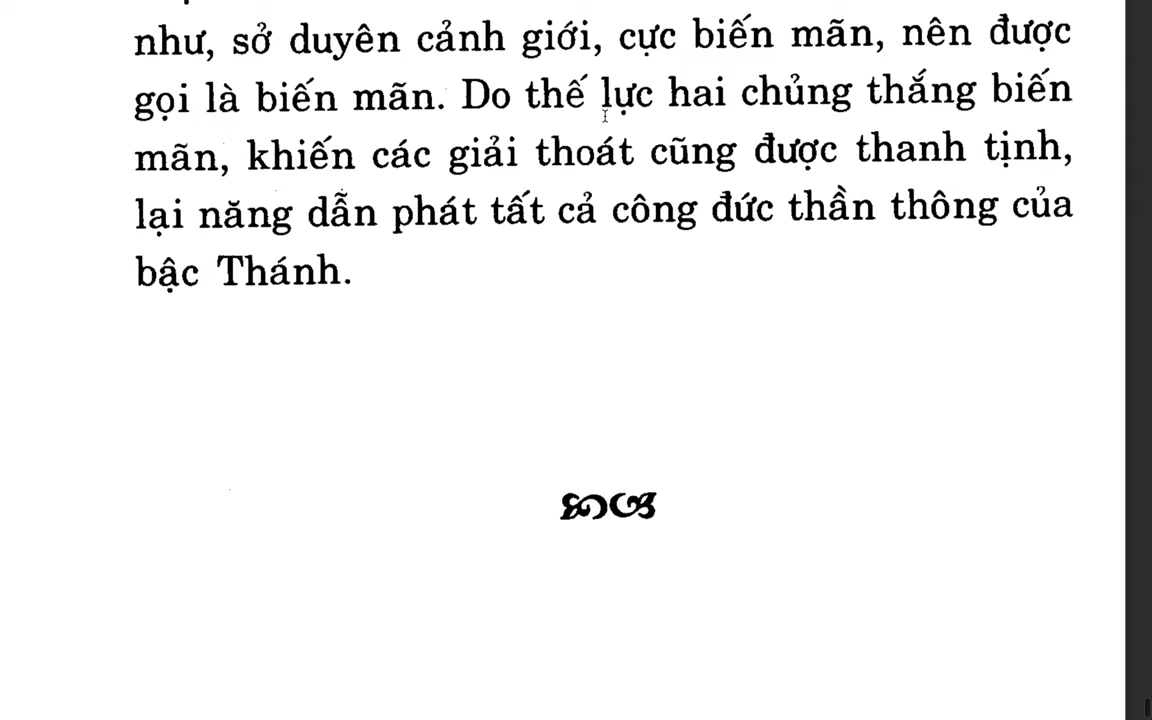 như, sở duyên cảnh giới, cực biến mãn, nên được
gọi là biến mãn. Do thế lực hai chủng thắng biến
mãn, khiến các giải thoát cũng được thanh tịnh,
lại năng dẫn phát tất cả công đức thần thông của
bậc Thánh.